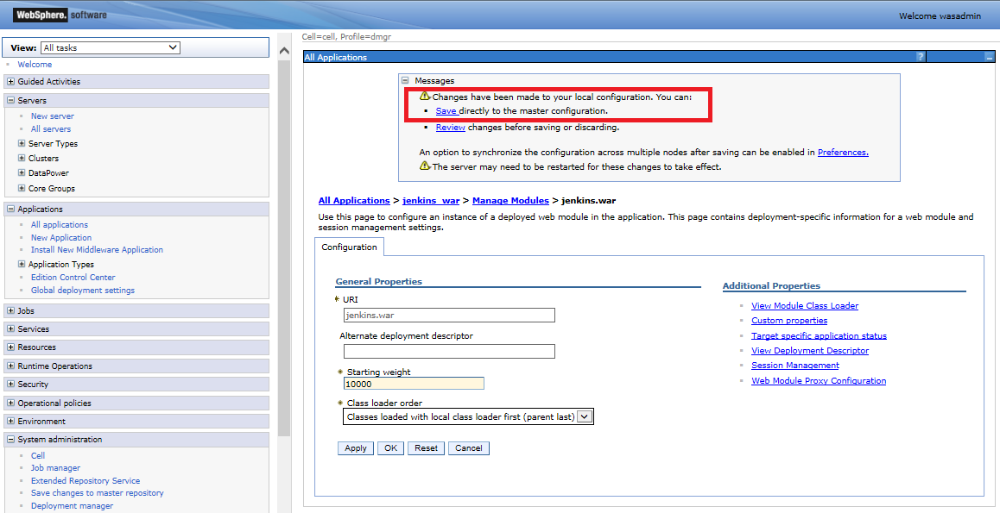 WebSphere. software
Welcome wasadmin
View: All tasks
Welcome
Guided Activities
Servers
New server
All servers
Server Types
Clusters
DataPower
Core Groups
Applications
All applications
New Application
Install New Middleware Application
Application Types
Edition Control Center
Global deployment settings
Jobs
Services
Resources
Runtime Operations
Security
Operational policies
Environment
System administration
Cell
Job manager
Extended Repository Service
Save changes to master repository
Deployment manager
Cell=cell, Profile=dmgr
All Applications ? _
Messages
Changes have been made to your local configuration. You can:
Save directly to the master configuration.
Review changes before saving or discarding.
An option to synchronize the configuration across multiple nodes after saving can be enabled in Preferences.
The server may need to be restarted for these changes to take effect.
All Applications > jenkins_war > Manage Modules > jenkins.war
Use this page to configure an instance of a deployed web module in the application. This page contains deployment-specific information for a web module and
session management settings.
Configuration
General Properties
URI
jenkins.war
Alternate deployment descriptor
Starting weight
10000
Class loader order
Classes loaded with local class loader first (parent last)
Apply OK Reset Cancel
Additional Properties
View Module Class Loader
Custom properties
Target specific application status
View Deployment Descriptor
Session Management
Web Module Proxy Configuration